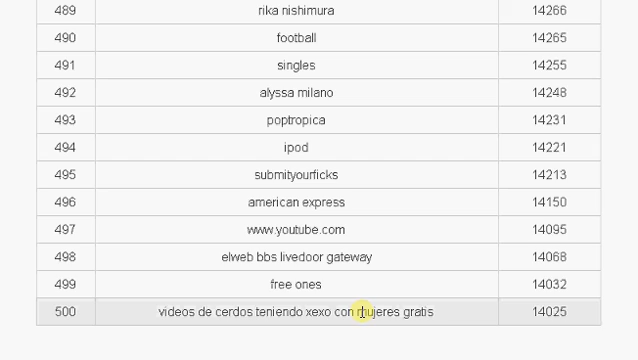 489 rika nishimura 14266
490 football 14265
491 singles 14255
492 alyssa milano 14248
493 poptropica 14231
494 ipod 14221
495 submityourficks 14213
496 american express 14150
497 www.youtube.com 14095
498 elweb bbs livedoor gateway 14068
499 free ones 14032
500 videos de cerdos teniendo xexo con mujeres gratis 14025